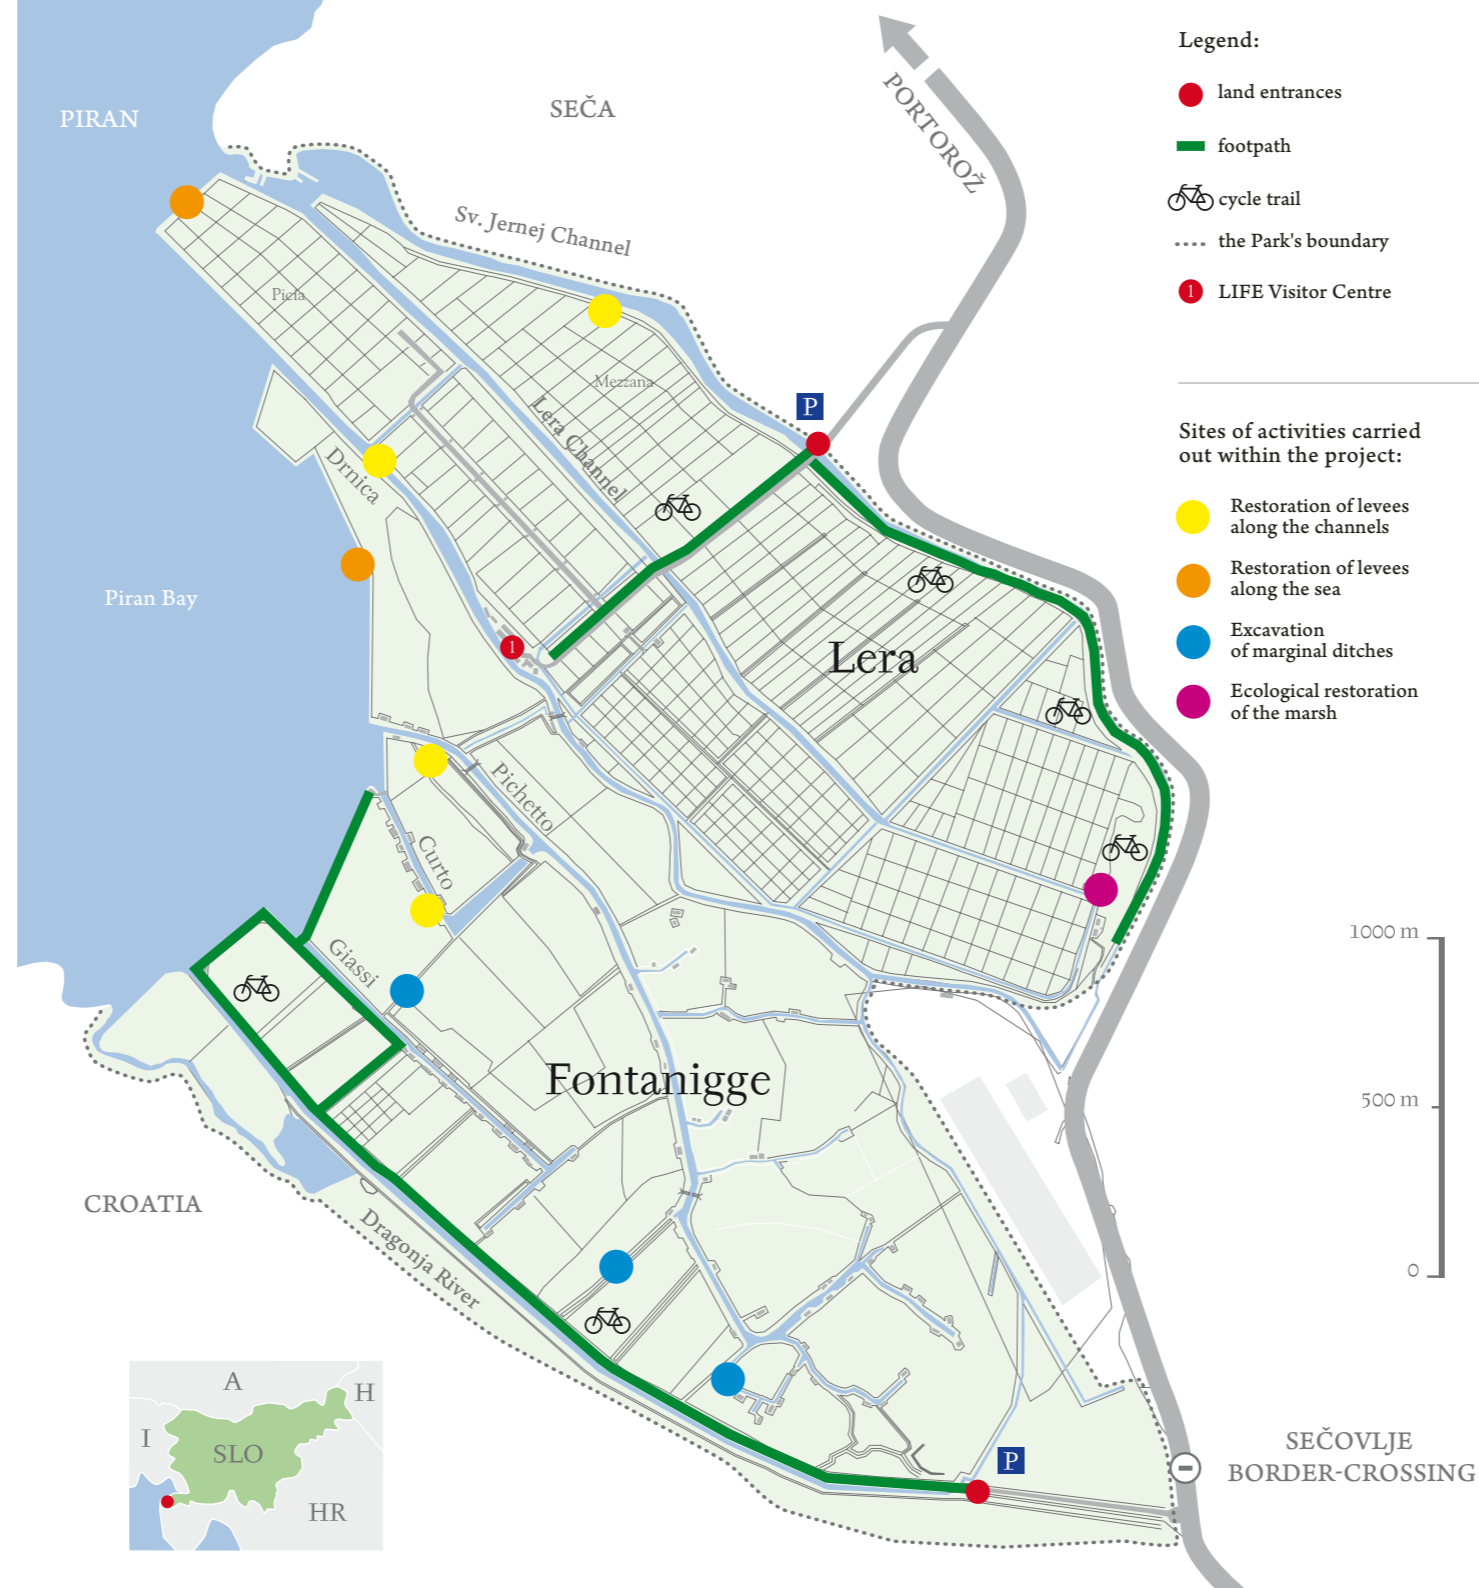 PIRAN
SEČA
PORTOROŽ
Sv. Jernej Channel
Picia
Mezzana
P
Lera Channel
Drnica
Piran Bay
1
Lera
Pichetto
Curto
Giassi
Fontanigge
CROATIA
Dragonja River
P
SEČOVLJE
BORDER-CROSSING
A
H
I
SLO
HR
Legend:
land entrances
footpath
cycle trail
the Park's boundary
1 LIFE Visitor Centre
Sites of activities carried
out within the project:
Restoration of levees
along the channels
Restoration of levees
along the sea
Excavation
of marginal ditches
Ecological restoration
of the marsh
1000 m
500 m
0